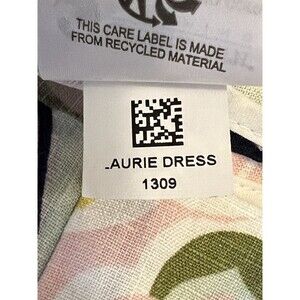 THIS CARE LABEL IS MADE
FROM RECYCLED MATERIAL
LAURIE DRESS
1309